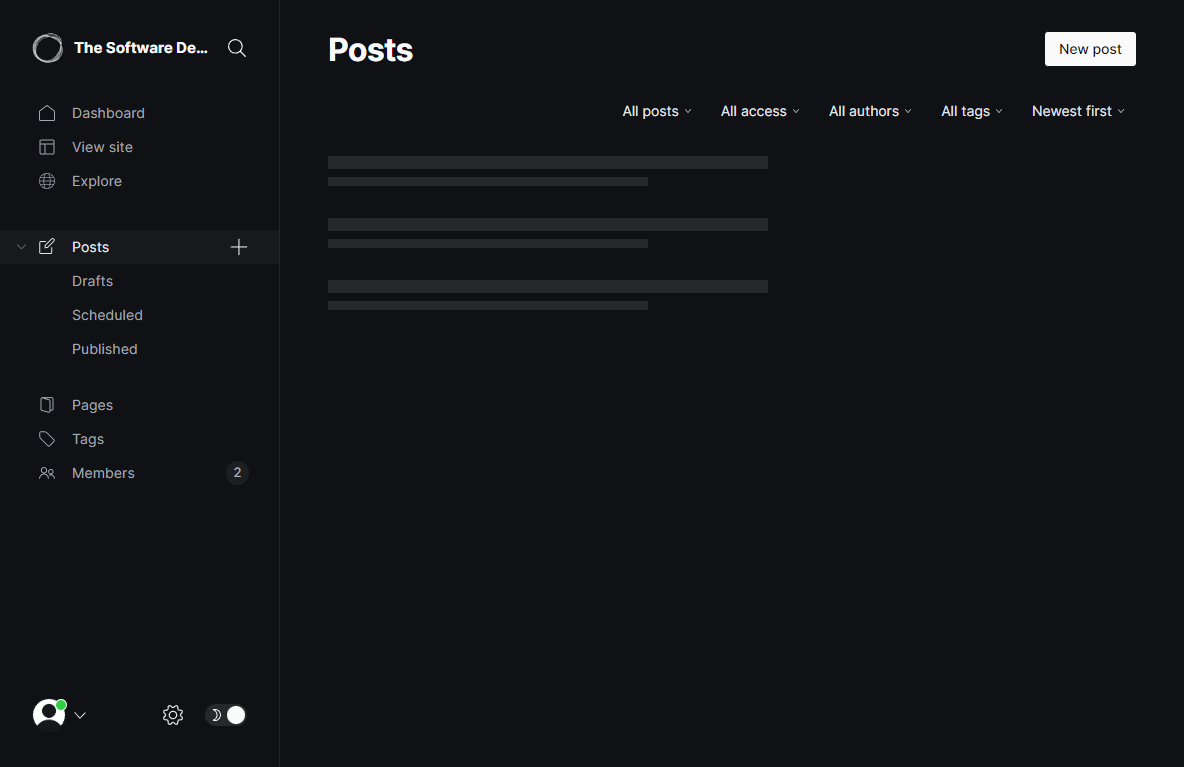 The Software De...
Dashboard
View site
Explore
Posts
Drafts
Scheduled
Published
Pages
Tags
Members 2
Posts
New post
All posts All access All authors All tags Newest first